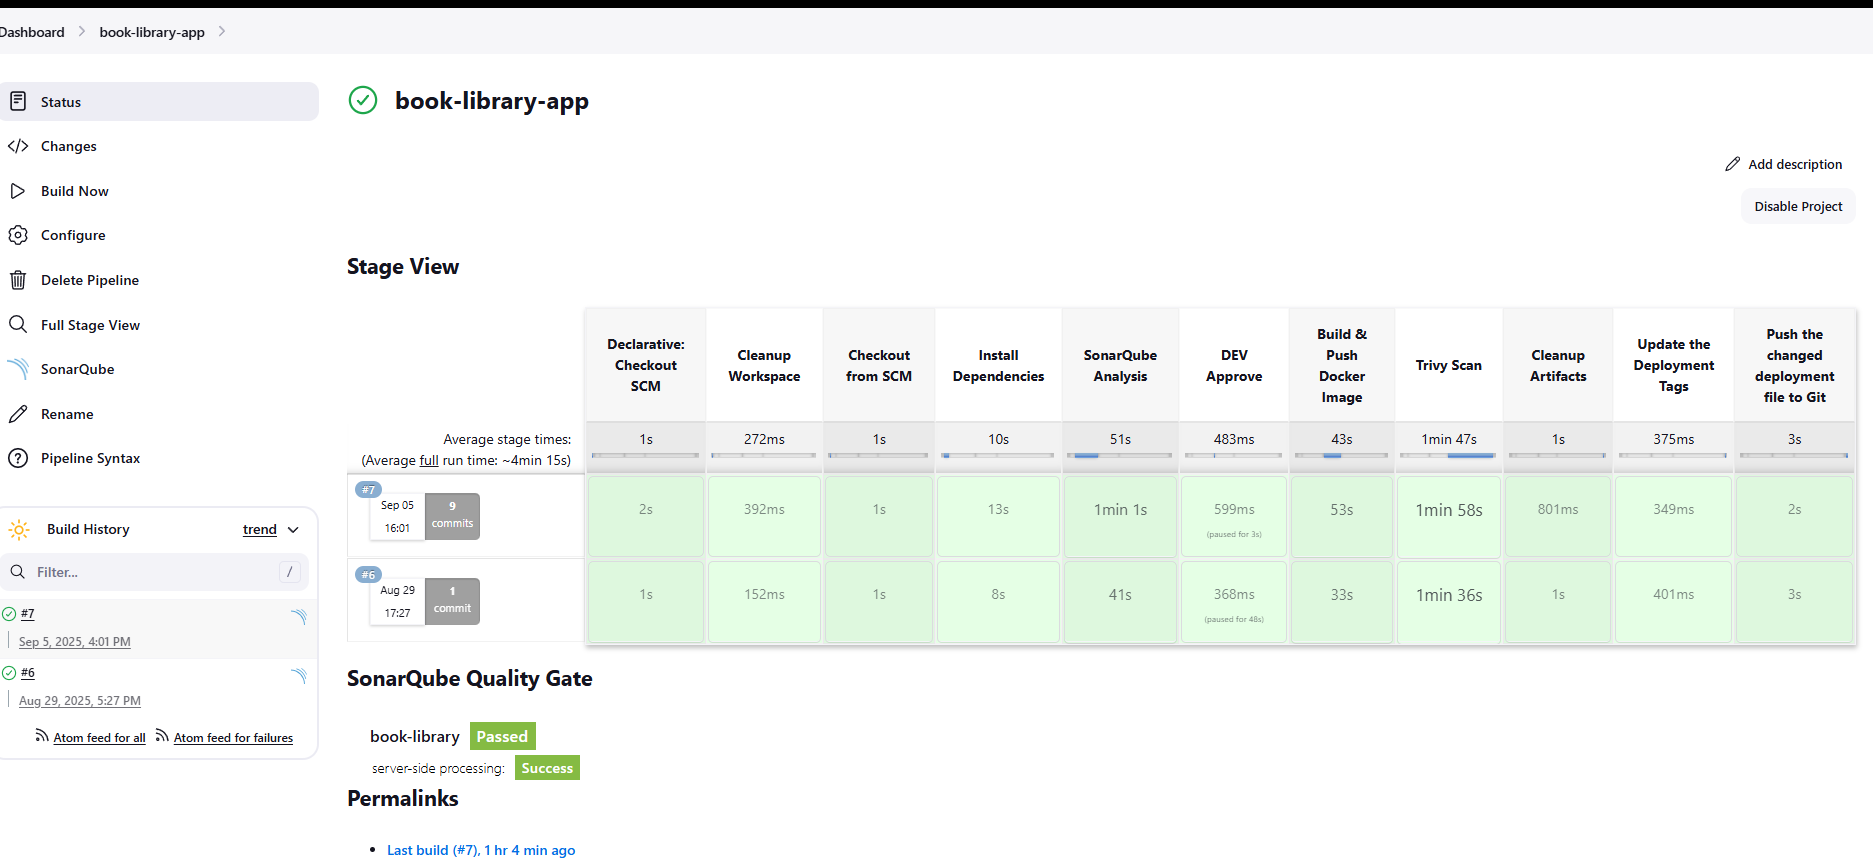 Dashboard
book-library-app
Status
Changes
Build Now
Configure
Delete Pipeline
Full Stage View
SonarQube
Rename
Pipeline Syntax
Build History
trend
Filter...
/
#7
Sep 5, 2025, 4:01 PM
#6
Aug 29, 2025, 5:27 PM
Atom feed for all
Atom feed for failures
book-library-app
Add description
Disable Project
Stage View
Declarative:
Checkout
SCM
Cleanup
Workspace
Checkout
from SCM
Install
Dependencies
SonarQube
Analysis
DEV
Approve
Build &
Push
Docker
Image
Trivy Scan
Cleanup
Artifacts
Update the
Deployment
Tags
Push the
changed
deployment
file to Git
Average stage times:
(Average full run time: ~4min 15s)
1s
272ms
1s
10s
51s
483ms
43s
1min 47s
1s
375ms
3s
#7
Sep 05
16:01
9
commits
2s
392ms
1s
13s
1min 1s
599ms
(paused for 3s)
53s
1min 58s
801ms
349ms
2s
#6
Aug 29
17:27
1
commit
1s
152ms
1s
8s
41s
368ms
(paused for 48s)
33s
1min 36s
1s
401ms
3s
SonarQube Quality Gate
book-library Passed
server-side processing: Success
Permalinks
Last build (#7), 1 hr 4 min ago